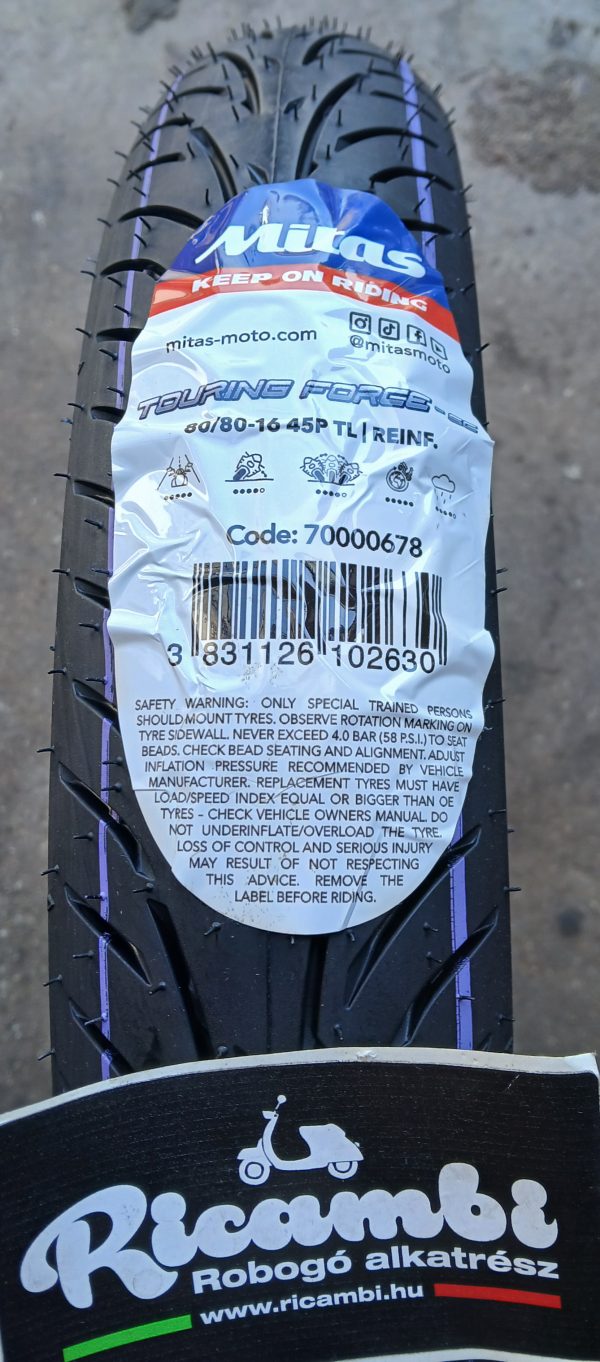 Mitas
KEEP ON RIDING
mitas-moto.com
@mitasmoto
TOURING FORCE-SC
80/80-16 45P TL | REINF.
Code: 70000678
3 831126 102630
SAFETY WARNING: ONLY SPECIAL TRAINED PERSONS
SHOULD MOUNT TYRES. OBSERVE ROTATION MARKING ON
TYRE SIDEWALL. NEVER EXCEED 4.0 BAR (58 P.S.I.) TO SEAT
BEADS. CHECK BEAD SEATING AND ALIGNMENT. ADJUST
INFLATION PRESSURE RECOMMENDED BY VEHICLE
MANUFACTURER. REPLACEMENT TYRES MUST HAVE
LOAD/SPEED INDEX EQUAL OR BIGGER THAN OE
TYRES – CHECK VEHICLE OWNERS MANUAL. DO
NOT UNDERINFLATE/OVERLOAD THE TYRE.
LOSS OF CONTROL AND SERIOUS INJURY
MAY RESULT OF NOT RESPECTING
THIS ADVICE. REMOVE THE
LABEL BEFORE RIDING.
Ricambi
Robogó alkatrész
www.ricambi.hu